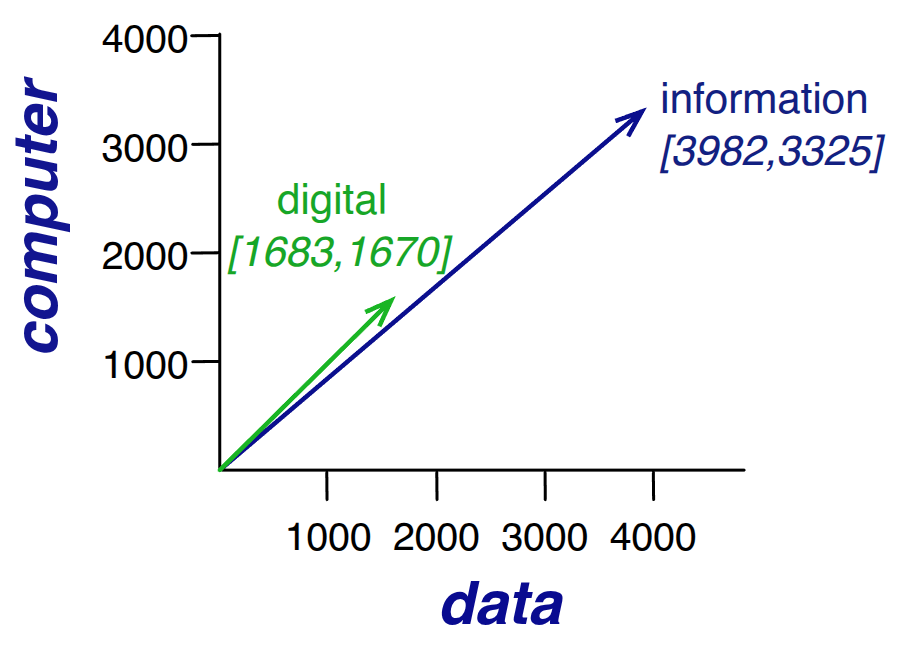 4000
3000
2000
1000
computer
information
[3982,3325]
digital
[1683,1670]
1000 2000 3000 4000
data